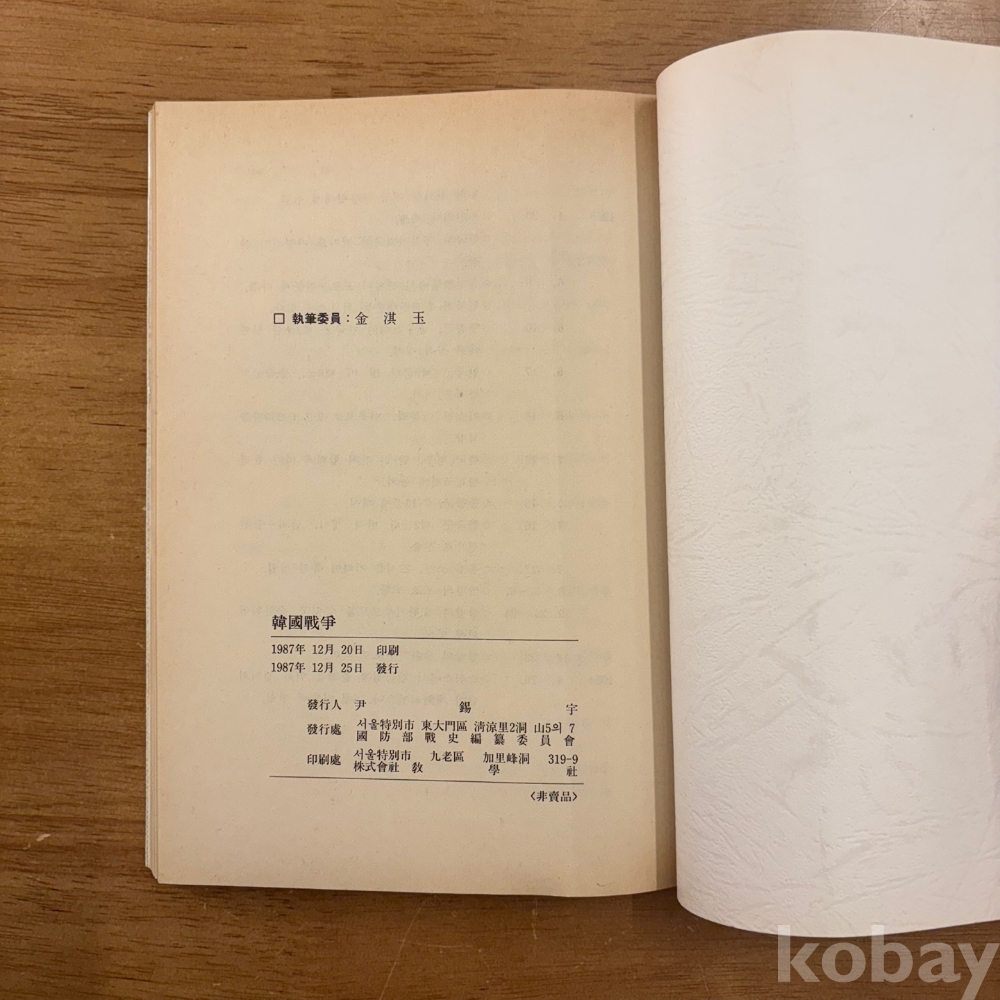 □ 執筆委員 : 金 淇 玉
韓國戰爭
1987年 12月 20日 印刷
1987年 12月 25日 發行
發行人 尹 錫 宇
發行處 서울特別市 東大門區 淸凉里2洞 山5의 7
國防部戰史編纂委員會
印刷處 서울特別市 九老區 加里峰洞 319-9
株式會社 敎 學 社
〈非賣品〉
kobay